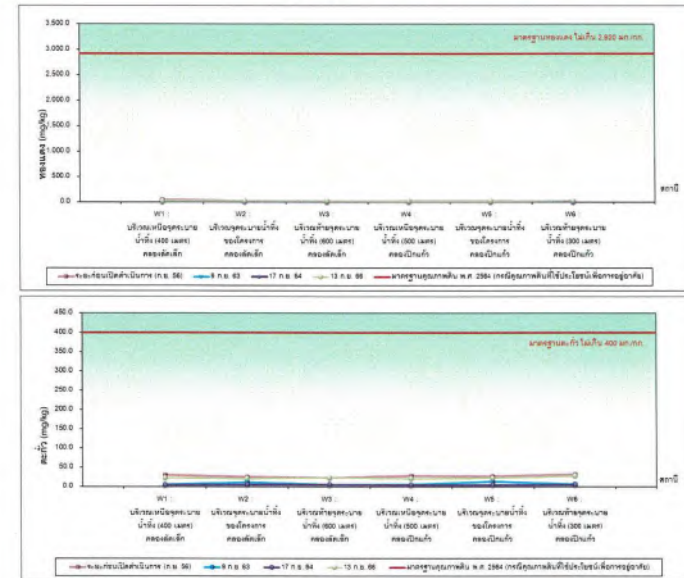 3,500.0
3,000.0
2,500.0
2,000.0
1,500.0
1,000.0
500.0
0.0
ทองแดง (mg/kg)
มาตรฐานทองแดง ไม่เกิน 2,920 มก./กก.
สถานี
W1 : W2 : W3 : W4 : W5 : W6 :
บริเวณเหนือจุดระบาย บริเวณจุดระบายน้ำทิ้ง บริเวณท้ายจุดระบาย บริเวณเหนือจุดระบาย บริเวณจุดระบายน้ำทิ้ง บริเวณท้ายจุดระบาย
น้ำทิ้ง (400 เมตร) ของโครงการ น้ำทิ้ง (600 เมตร) น้ำทิ้ง (500 เมตร) ของโครงการ น้ำทิ้ง (300 เมตร)
คลองลัดเล็ก คลองลัดเล็ก คลองลัดเล็ก คลองปีกแก้ว คลองปีกแก้ว คลองปีกแก้ว
ระยะก่อนเปิดดำเนินการ (ก.ย. 56) 9 ก.ย. 63 17 ก.ย. 64 13 ก.ย. 66 มาตรฐานคุณภาพดิน พ.ศ. 2564 (กรณีคุณภาพดินที่ใช้ประโยชน์เพื่อการอยู่อาศัย)
450.0
400.0
350.0
300.0
250.0
200.0
150.0
100.0
50.0
0.0
ตะกั่ว (mg/kg)
มาตรฐานตะกั่ว ไม่เกิน 400 มก./กก.
สถานี
W1 : W2 : W3 : W4 : W5 : W6 :
บริเวณเหนือจุดระบาย บริเวณจุดระบายน้ำทิ้ง บริเวณท้ายจุดระบาย บริเวณเหนือจุดระบาย บริเวณจุดระบายน้ำทิ้ง บริเวณท้ายจุดระบาย
น้ำทิ้ง (400 เมตร) ของโครงการ น้ำทิ้ง (600 เมตร) น้ำทิ้ง (500 เมตร) ของโครงการ น้ำทิ้ง (300 เมตร)
คลองลัดเล็ก คลองลัดเล็ก คลองลัดเล็ก คลองปีกแก้ว คลองปีกแก้ว คลองปีกแก้ว
ระยะก่อนเปิดดำเนินการ (ก.ย. 56) 9 ก.ย. 63 17 ก.ย. 64 13 ก.ย. 66 มาตรฐานคุณภาพดิน พ.ศ. 2564 (กรณีคุณภาพดินที่ใช้ประโยชน์เพื่อการอยู่อาศัย)